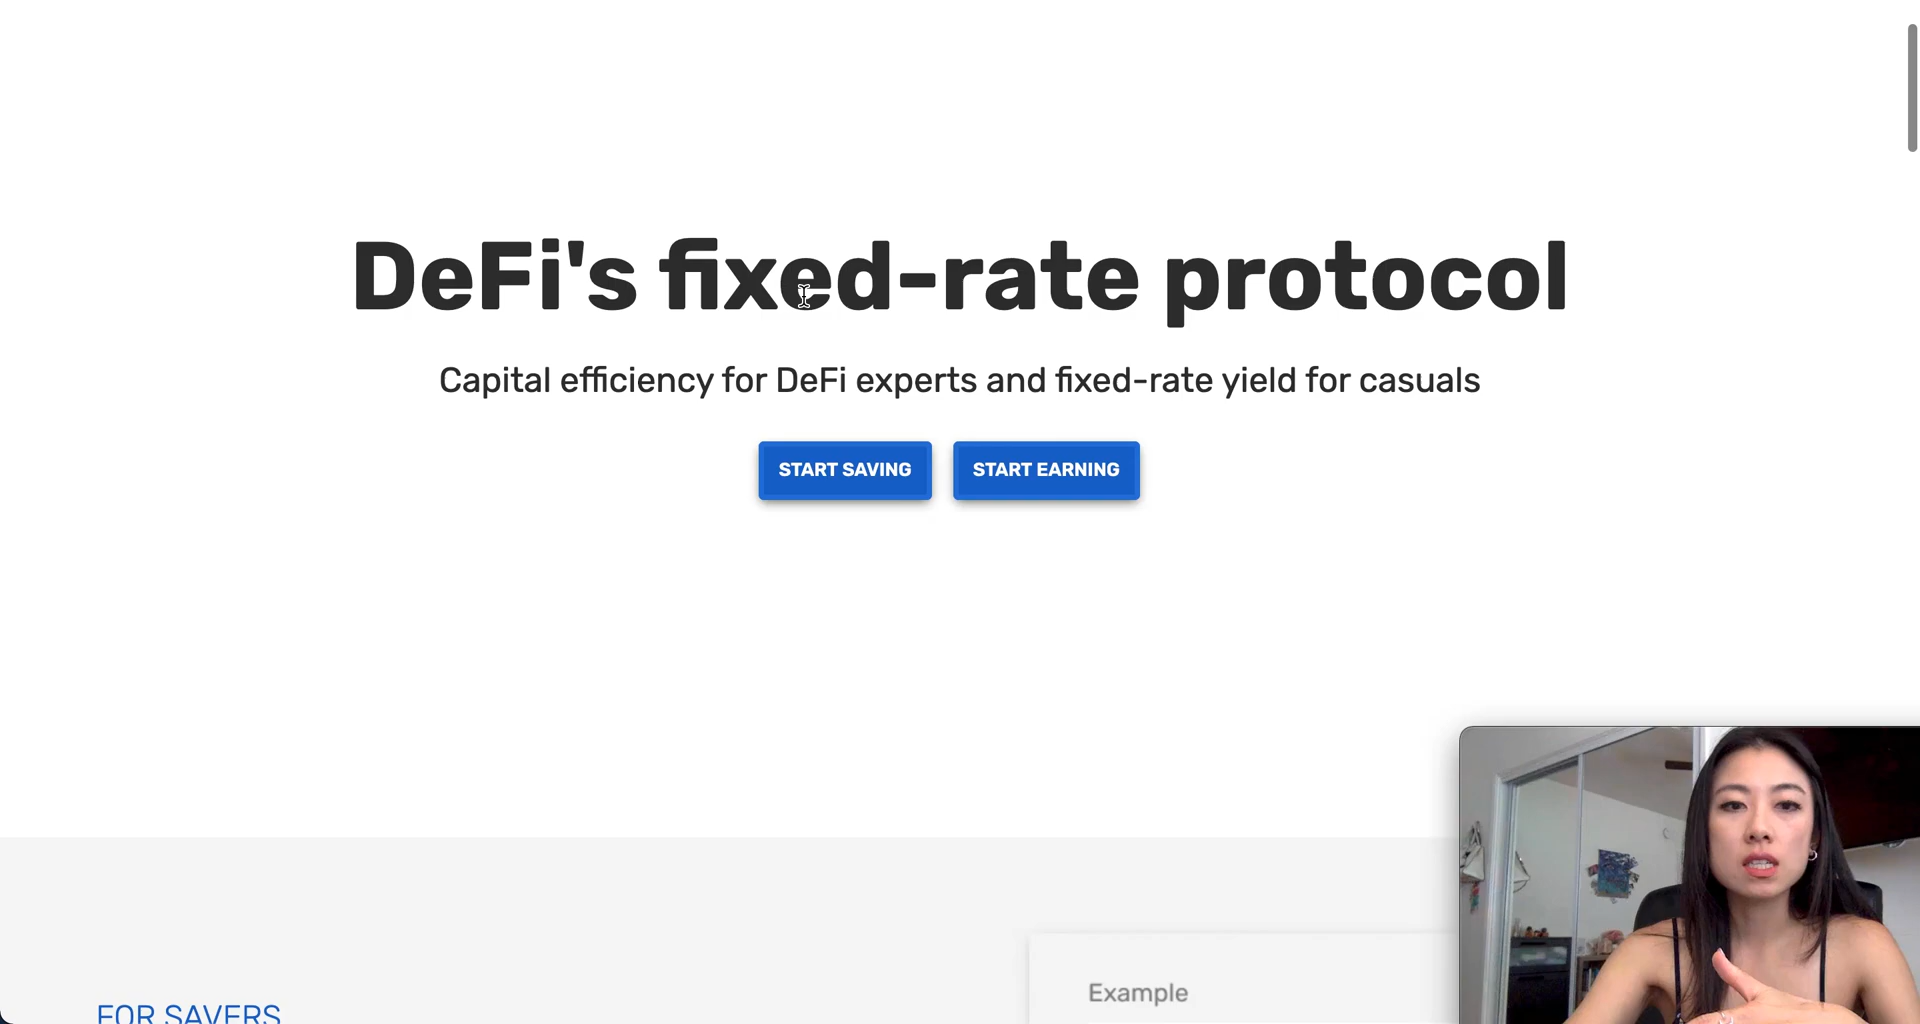 DeFi's fixed-rate protocol
Capital efficiency for DeFi experts and fixed-rate yield for casuals
START SAVING
START EARNING
Example
FOR SAVERS